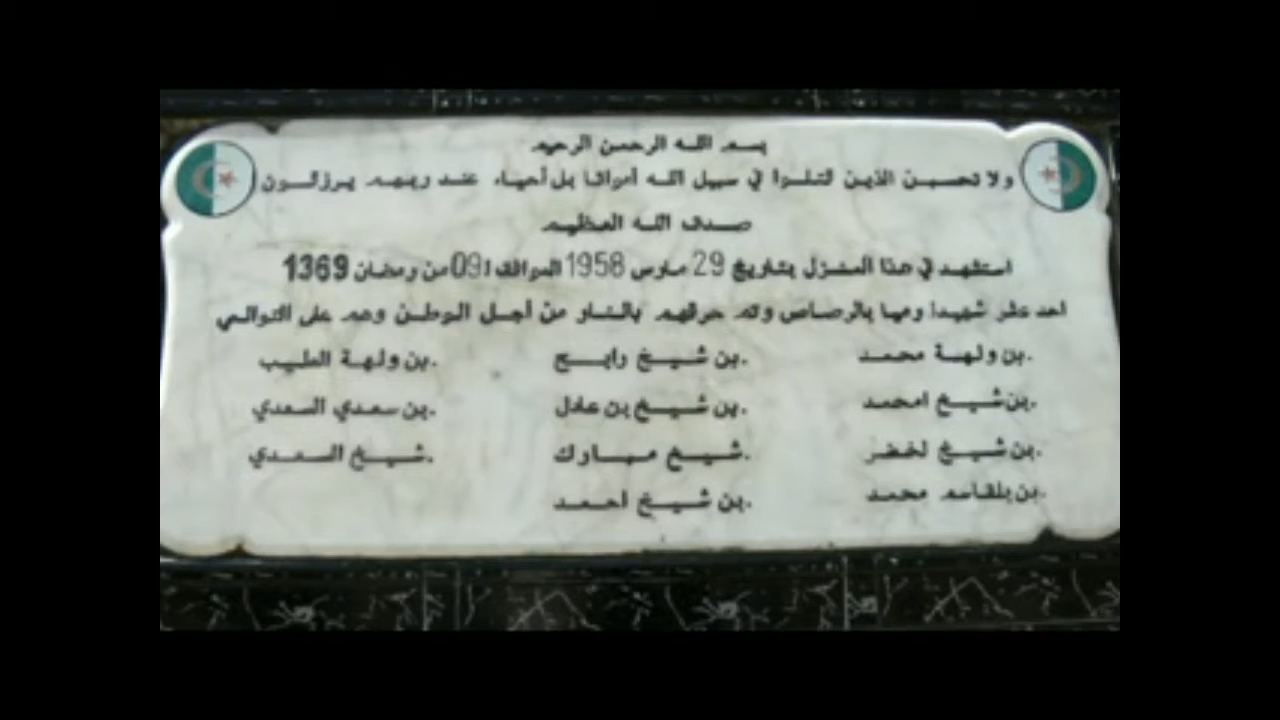 بسم الله الرحمن الرحيم
ولا تحسبن الذين قتلوا في سبيل الله أمواتا بل أحياء عند ربهم يرزقون
صدق الله العظيم
استشهد في هذا المنزل بتاريخ 29 مارس 1958 الموافق ل09 من رمضان 1369
احد عشر شهيدا رميا بالرصاص وتم حرقهم بالنار من أجل الوطن وهم على التوالي
.بن ولهة محمد .بن شيخ رابح .بن ولهة الطيب
.بن شيخ امحمد .بن شيخ بن عادل .بن سعدي السعدي
.بن شيخ لخضر .شيخ مبارك .شيخ السعدي
.بن بلقاسم محمد .بن شيخ أحمد